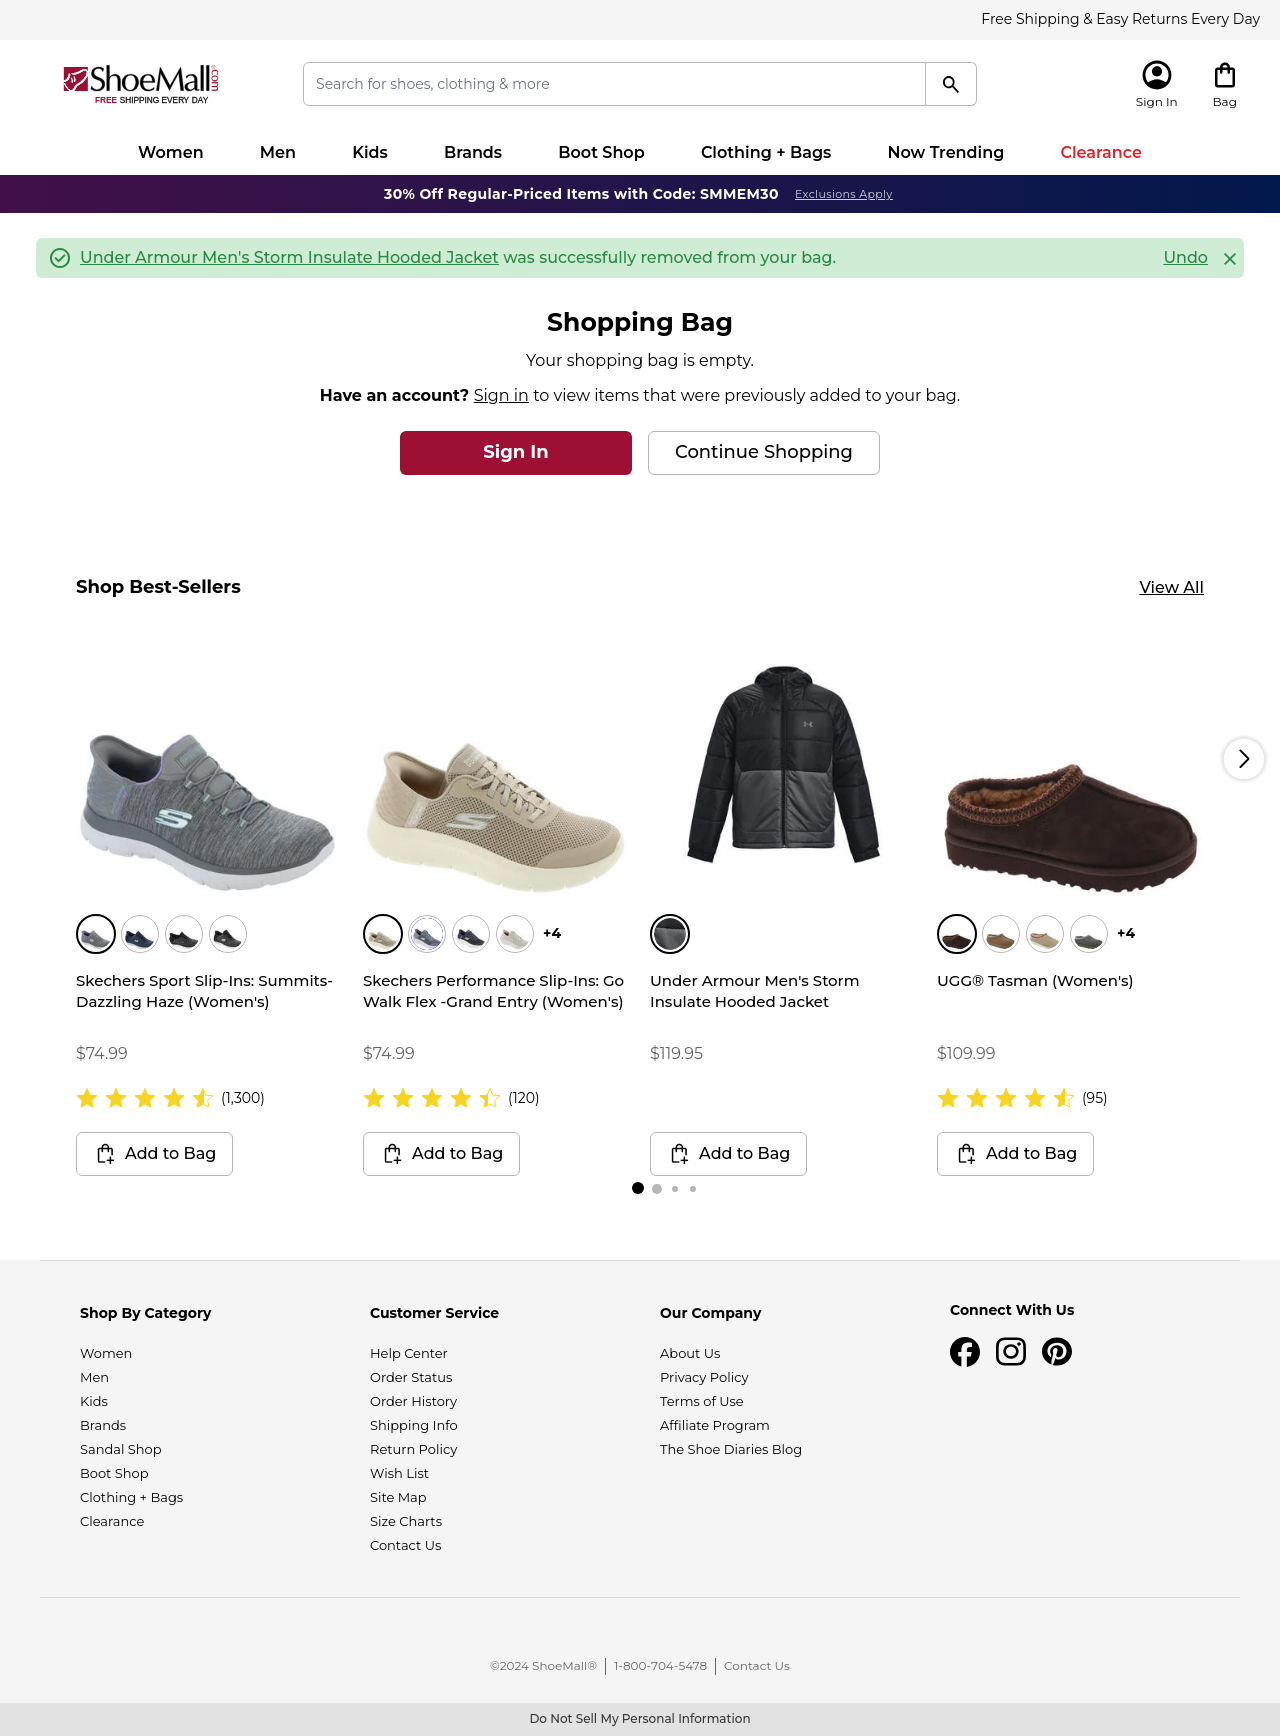 Free Shipping & Easy Returns Every Day
ShoeMall.com
FREE SHIPPING EVERY DAY
Search for shoes, clothing & more
Sign In
Bag
Women
Men
Kids
Brands
Boot Shop
Clothing + Bags
Now Trending
Clearance
30% Off Regular-Priced Items with Code: SMMEM30 Exclusions Apply
Under Armour Men's Storm Insulate Hooded Jacket was successfully removed from your bag.
Undo
Shopping Bag
Your shopping bag is empty.
Have an account? Sign in to view items that were previously added to your bag.
Sign In
Continue Shopping
Shop Best-Sellers
View All
Skechers Sport Slip-Ins: Summits-
Dazzling Haze (Women's)
$74.99
(1,300)
Add to Bag
+4
Skechers Performance Slip-Ins: Go
Walk Flex -Grand Entry (Women's)
$74.99
(120)
Add to Bag
Under Armour Men's Storm
Insulate Hooded Jacket
$119.95
Add to Bag
+4
UGG® Tasman (Women's)
$109.99
(95)
Add to Bag
Shop By Category
Women
Men
Kids
Brands
Sandal Shop
Boot Shop
Clothing + Bags
Clearance
Customer Service
Help Center
Order Status
Order History
Shipping Info
Return Policy
Wish List
Site Map
Size Charts
Contact Us
Our Company
About Us
Privacy Policy
Terms of Use
Affiliate Program
The Shoe Diaries Blog
Connect With Us
©2024 ShoeMall®
1-800-704-5478
Contact Us
Do Not Sell My Personal Information